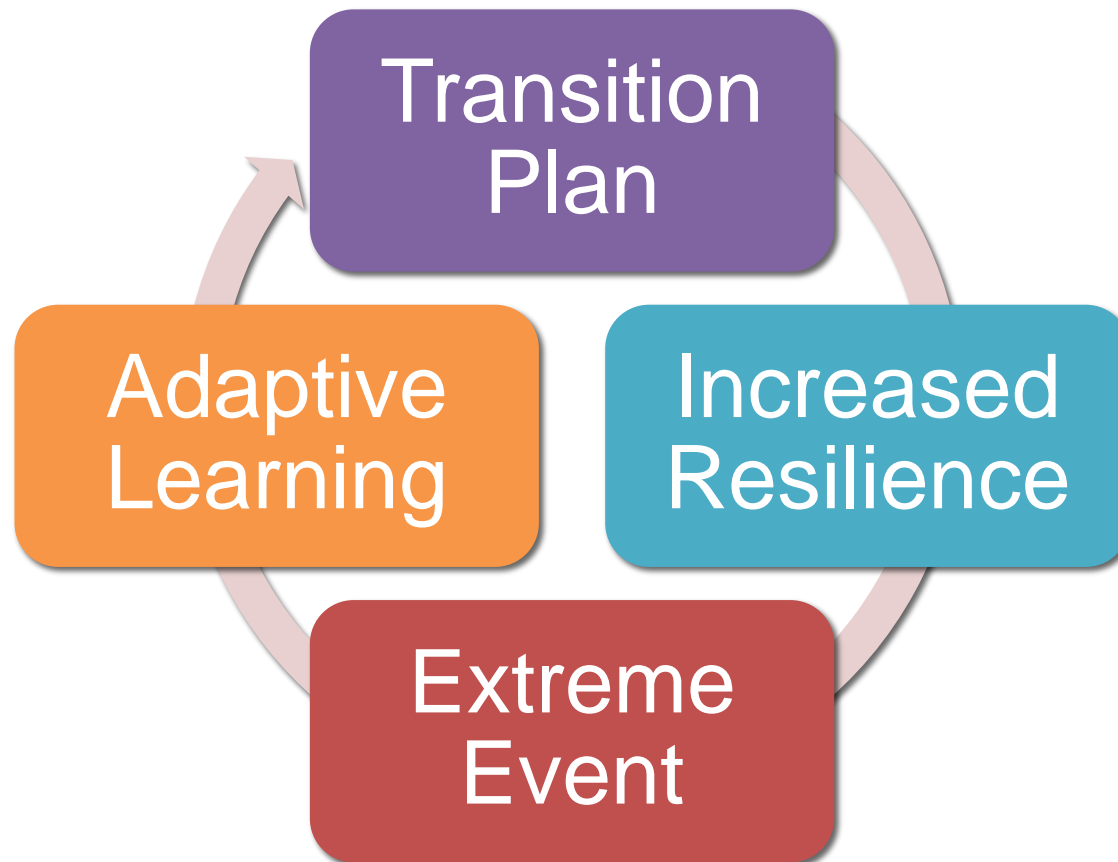 Transition
Plan
Adaptive
Learning
Increased
Resilience
Extreme
Event